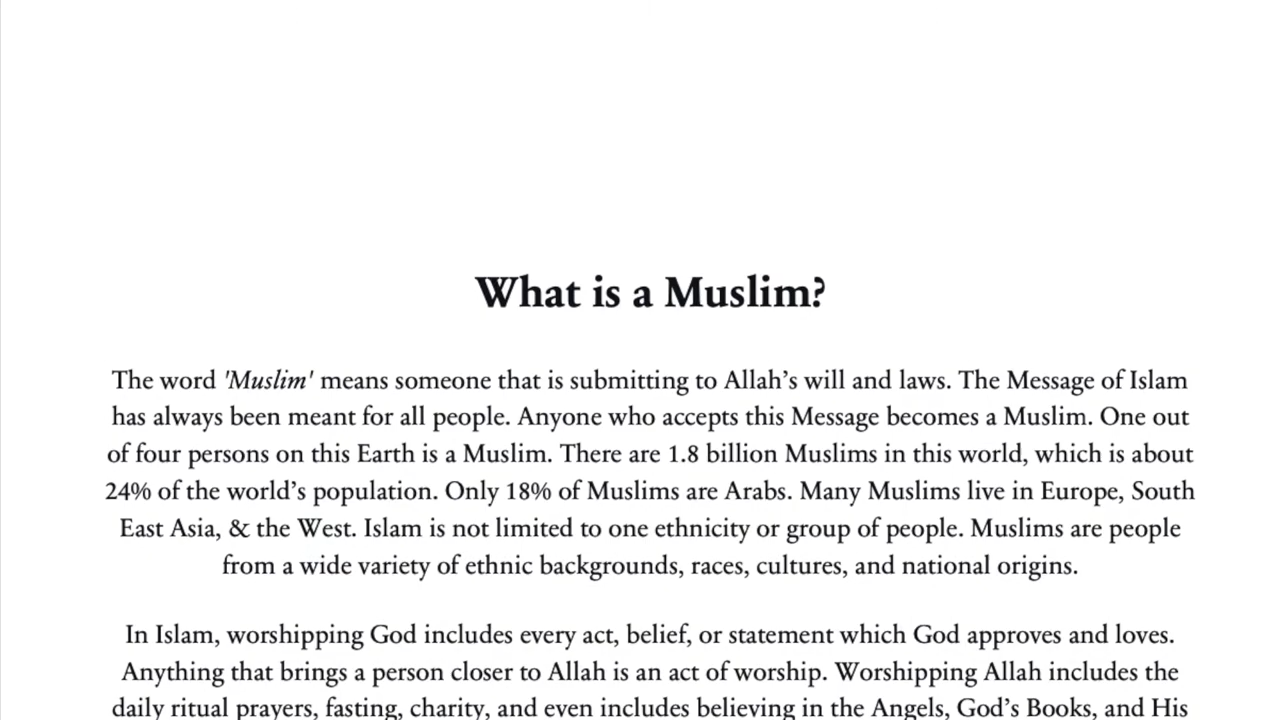 What is a Muslim?
The word 'Muslim' means someone that is submitting to Allah’s will and laws. The Message of Islam
has always been meant for all people. Anyone who accepts this Message becomes a Muslim. One out
of four persons on this Earth is a Muslim. There are 1.8 billion Muslims in this world, which is about
24% of the world’s population. Only 18% of Muslims are Arabs. Many Muslims live in Europe, South
East Asia, & the West. Islam is not limited to one ethnicity or group of people. Muslims are people
from a wide variety of ethnic backgrounds, races, cultures, and national origins.
In Islam, worshipping God includes every act, belief, or statement which God approves and loves.
Anything that brings a person closer to Allah is an act of worship. Worshipping Allah includes the
daily ritual prayers, fasting, charity, and even includes believing in the Angels, God’s Books, and His